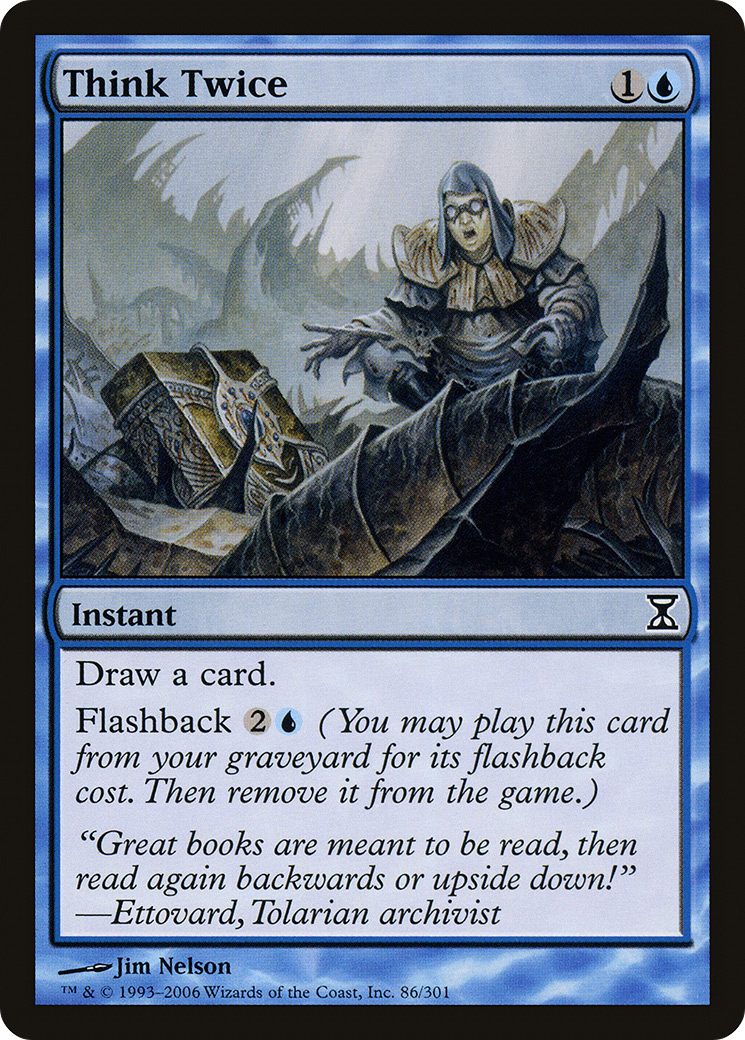 Think Twice 1
Instant
Draw a card.
Flashback 2 (You may play this card
from your graveyard for its flashback
cost. Then remove it from the game.)
“Great books are meant to be read, then
read again backwards or upside down!”
—Ettovard, Tolarian archivist
Jim Nelson
™ & © 1993–2006 Wizards of the Coast, Inc. 86/301